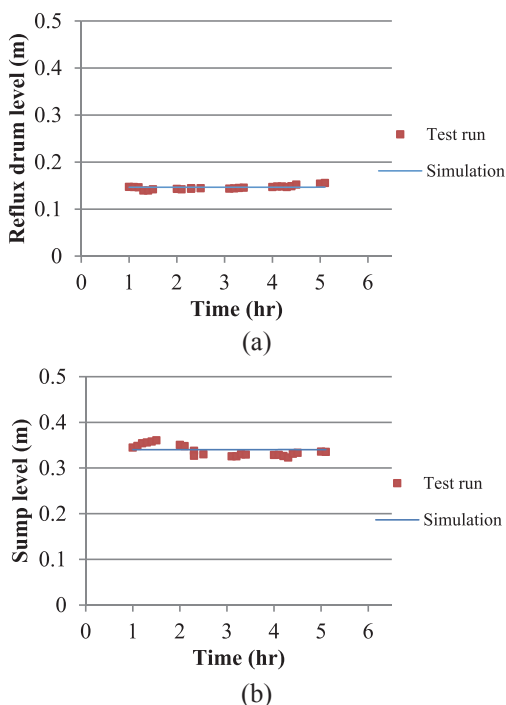 0.5
0.4
0.3
0.2
0.1
0
0 1 2 3 4 5 6
Reflux drum level (m)
Time (hr)
Test run
Simulation
(a)
0.5
0.4
0.3
0.2
0.1
0
0 1 2 3 4 5 6
Sump level (m)
Time (hr)
Test run
Simulation
(b)